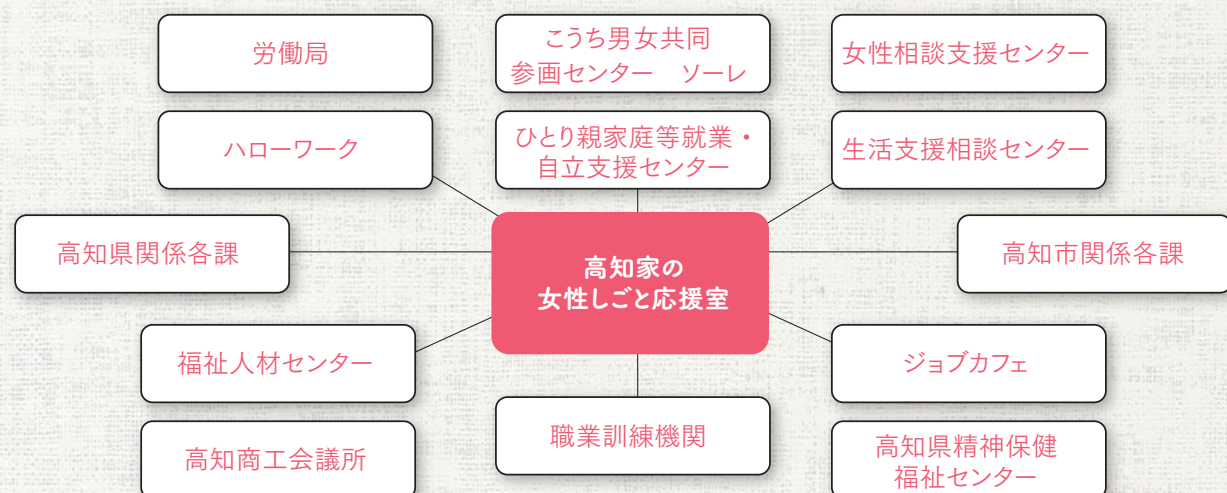 労働局
こうち男女共同
参画センター　ソーレ
女性相談支援センター
ハローワーク
ひとり親家庭等就業・
自立支援センター
生活支援相談センター
高知県関係各課
高知家の
女性しごと応援室
高知市関係各課
福祉人材センター
ジョブカフェ
職業訓練機関
高知商工会議所
高知県精神保健
福祉センター